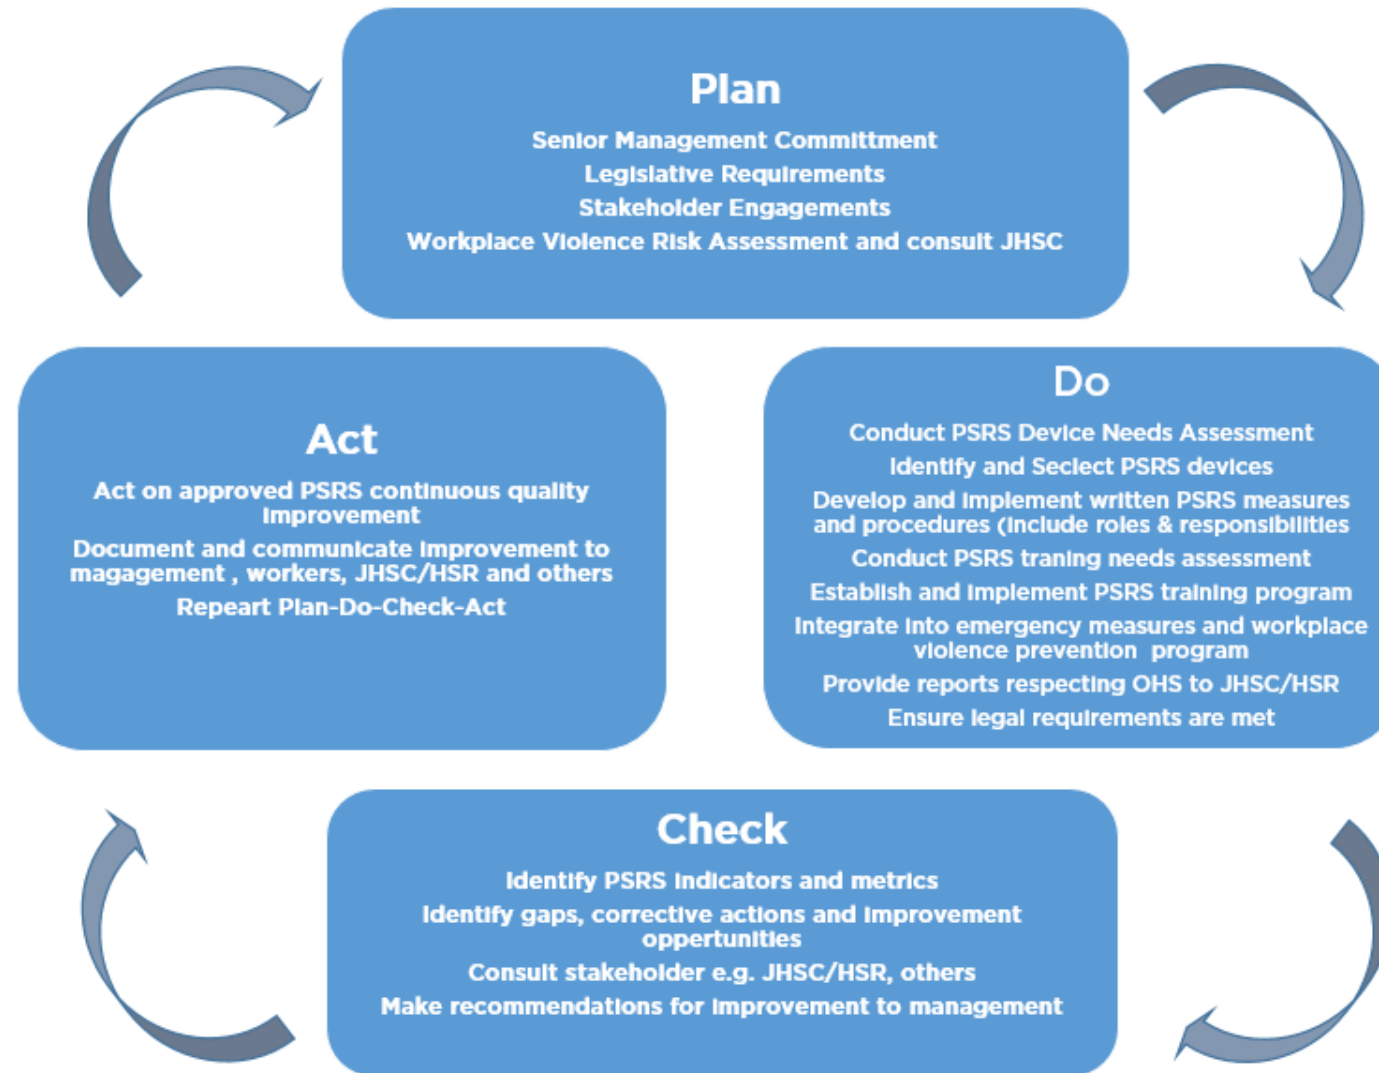 Plan
Senior Management Committment
Legislative Requirements
Stakeholder Engagements
Workplace Violence Risk Assessment and consult JHSC
Do
Conduct PSRS Device Needs Assessment
Identify and Seclect PSRS devices
Develop and implement written PSRS measures
and procedures (include roles & responsibilities
Conduct PSRS traning needs assessment
Establish and implement PSRS training program
Integrate into emergency measures and workplace
violence prevention program
Provide reports respecting OHS to JHSC/HSR
Ensure legal requirements are met
Check
Identify PSRS indicators and metrics
Identify gaps, corrective actions and improvement
oppertunities
Consult stakeholder e.g. JHSC/HSR, others
Make recommendations for improvement to management
Act
Act on approved PSRS continuous quality
improvement
Document and communicate improvement to
magagement , workers, JHSC/HSR and others
Repeart Plan-Do-Check-Act